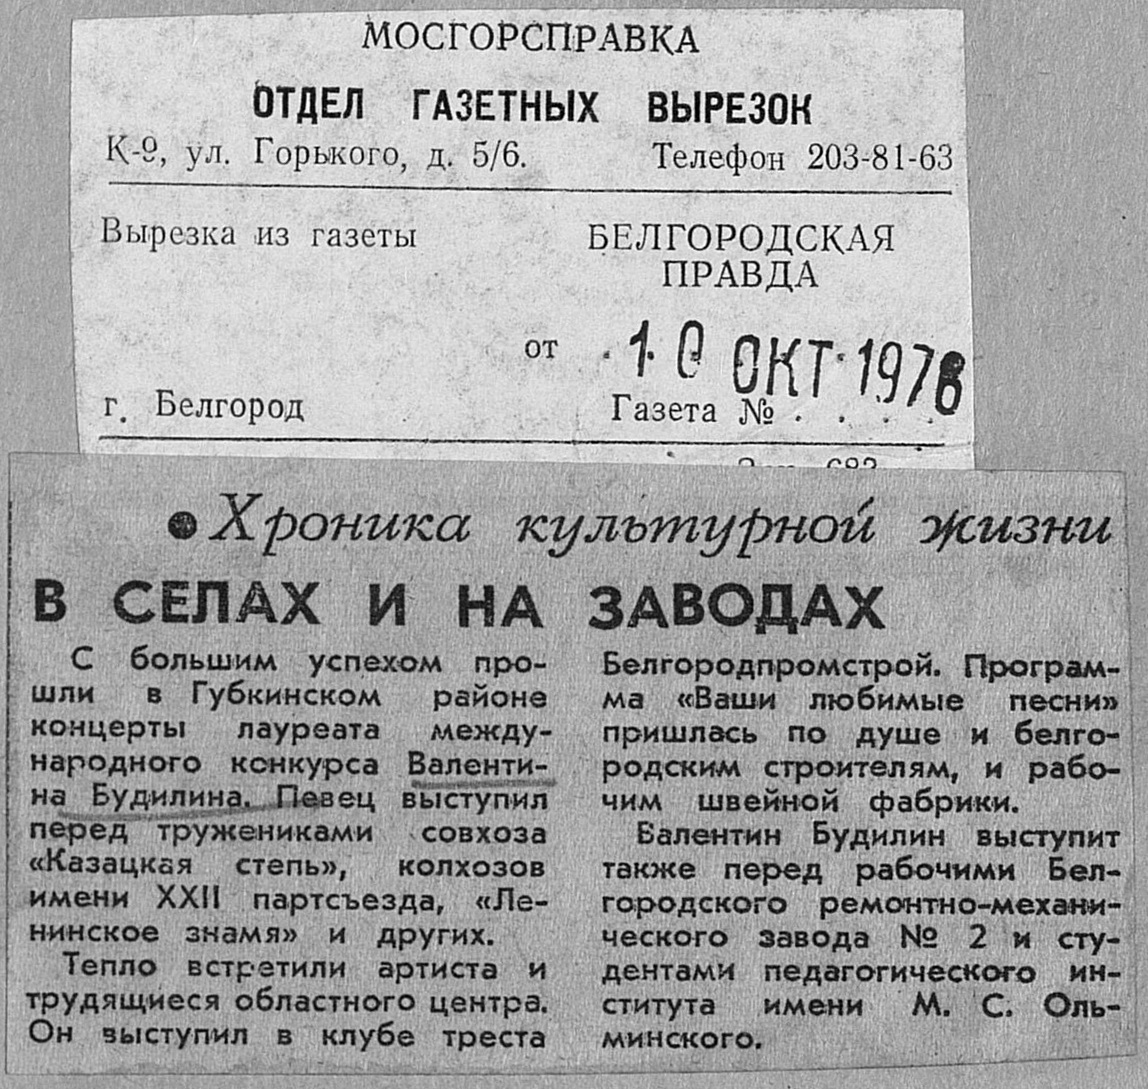 МОСГОРСПРАВКА
ОТДЕЛ ГАЗЕТНЫХ ВЫРЕЗОК
К-9, ул. Горького, д. 5/6. Телефон 203-81-63
Вырезка из газеты
БЕЛГОРОДСКАЯ
ПРАВДА
от . 10 ОКТ 1978
г. Белгород Газета № . . . .
• Хроника культурной жизни
В СЕЛАХ И НА ЗАВОДАХ
С большим успехом про-
шли в Губкинском районе
концерты лауреата между-
народного конкурса Валенти-
на Будилина. Певец выступил
перед тружениками совхоза
«Казацкая степь», колхозов
имени XXII партсъезда, «Ле-
нинское знамя» и других.
Тепло встретили артиста и
трудящиеся областного центра.
Он выступил в клубе треста
Белгородпромстрой. Програм-
ма «Ваши любимые песни»
пришлась по душе и белго-
родским строителям, и рабо-
чим швейной фабрики.
Валентин Будилин выступит
также перед рабочими Бел-
городского ремонтно-механи-
ческого завода № 2 и сту-
дентами педагогического ин-
ститута имени М. С. Оль-
минского.